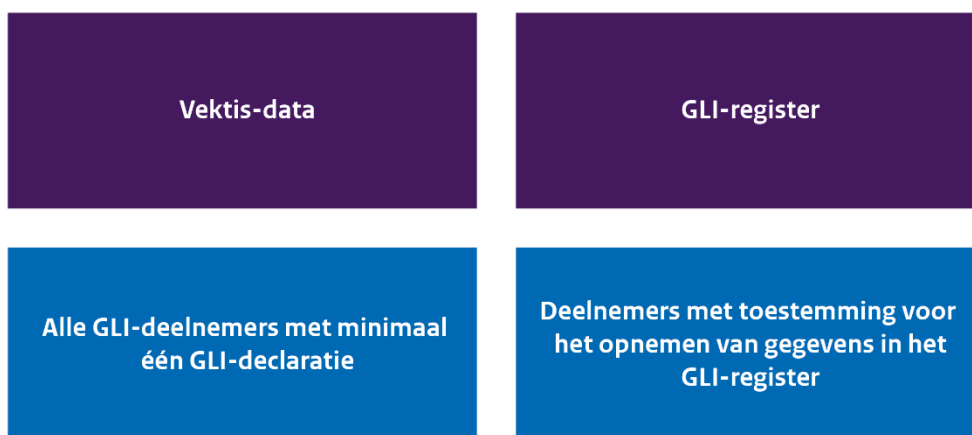 Vektis-data
GLI-register
Alle GLI-deelnemers met minimaal
één GLI-declaratie
Deelnemers met toestemming voor
het opnemen van gegevens in het
GLI-register